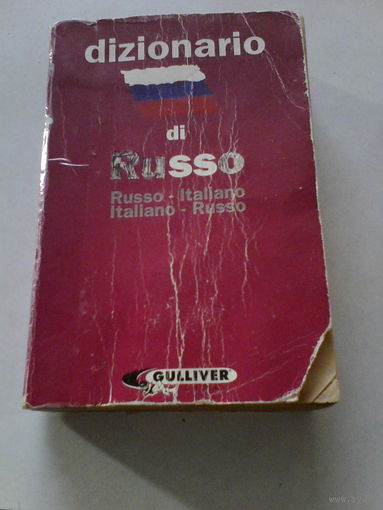 dizionario
di
Russo
Russo - Italiano
Italiano - Russo
GULLIVER